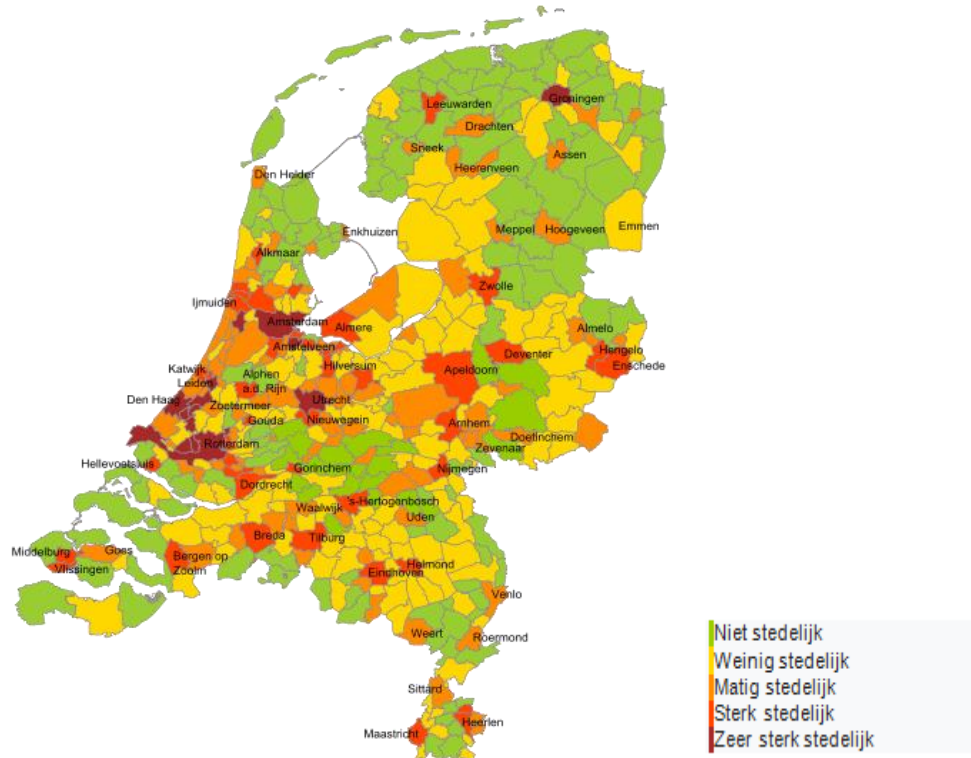 Leeuwarden
Groningen
Drachten
Sneek
Assen
Heerenveen
Den Helder
Enkhuizen
Meppel
Hoogeveen
Emmen
Alkmaar
Zwolle
Ijmuiden
Amsterdam
Almere
Almelo
Amstelveen
Deventer
Hengelo
Hilversum
Enschede
Katwijk
Alphen
a.d. Rijn
Apeldoorn
Leiden
Den Haag
Zoetermeer
Utrecht
Gouda
Nieuwegein
Arnhem
Rotterdam
Doetinchem
Zevenaar
Hellevoetsluis
Gorinchem
Nijmegen
Dordrecht
's-Hertogenbosch
Waalwijk
Uden
Breda
Tilburg
Middelburg
Goes
Bergen op
Zoom
Vlissingen
Helmond
Eindhoven
Venlo
Weert
Roermond
Sittard
Heerlen
Maastricht
Niet stedelijk
Weinig stedelijk
Matig stedelijk
Sterk stedelijk
Zeer sterk stedelijk